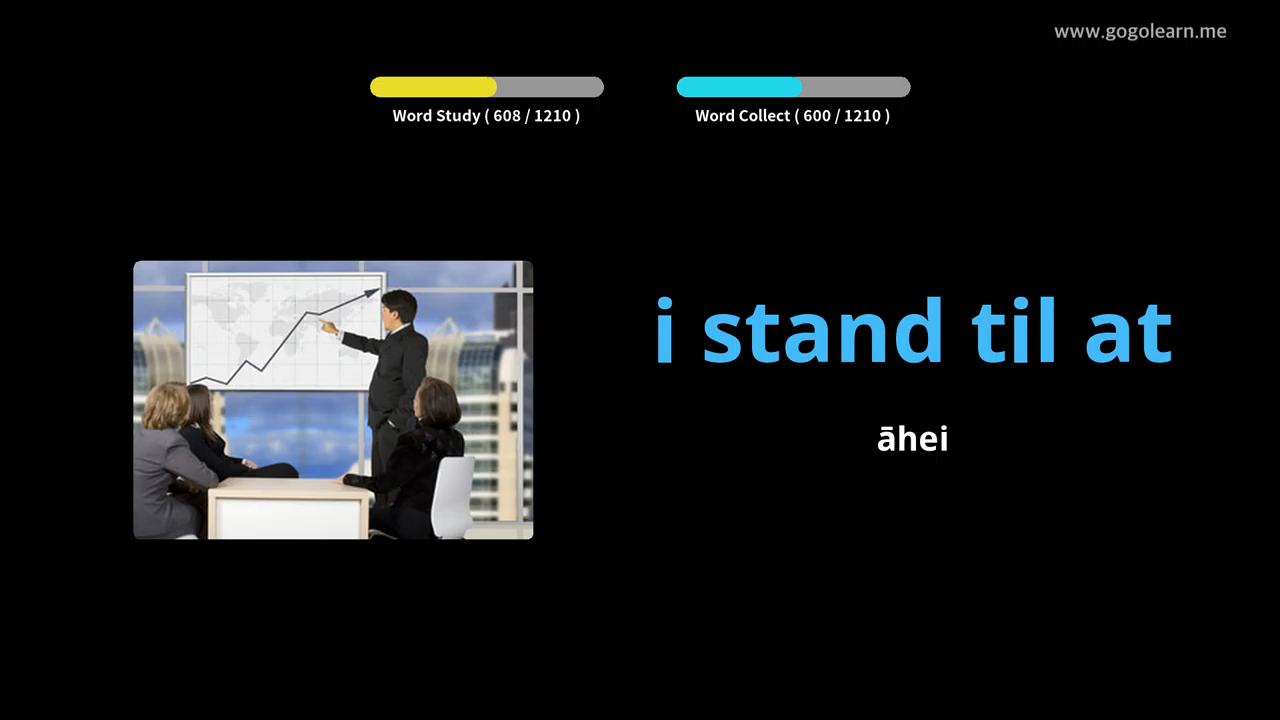 www.gogolearn.me
Word Study ( 608 / 1210 )
Word Collect ( 600 / 1210 )
i stand til at
āhei